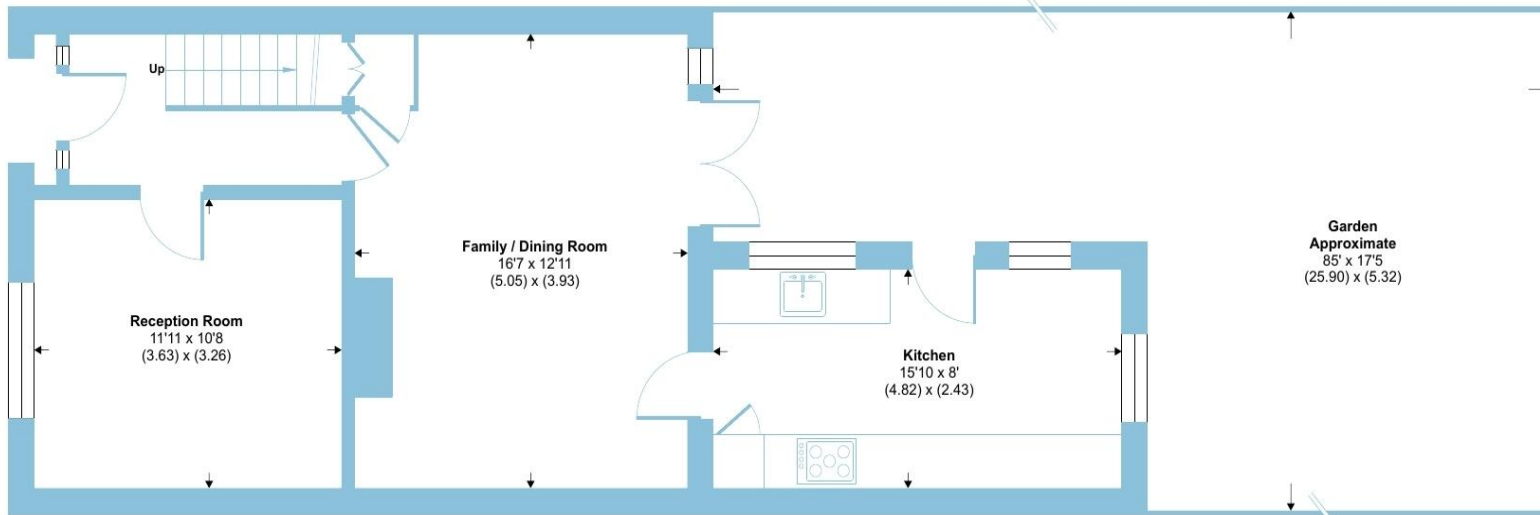 Up
Family / Dining Room
16'7 x 12'11
(5.05) x (3.93)
Garden
Approximate
85' x 17'5
(25.90) x (5.32)
Reception Room
11'11 x 10'8
(3.63) x (3.26)
Kitchen
15'10 x 8'
(4.82) x (2.43)